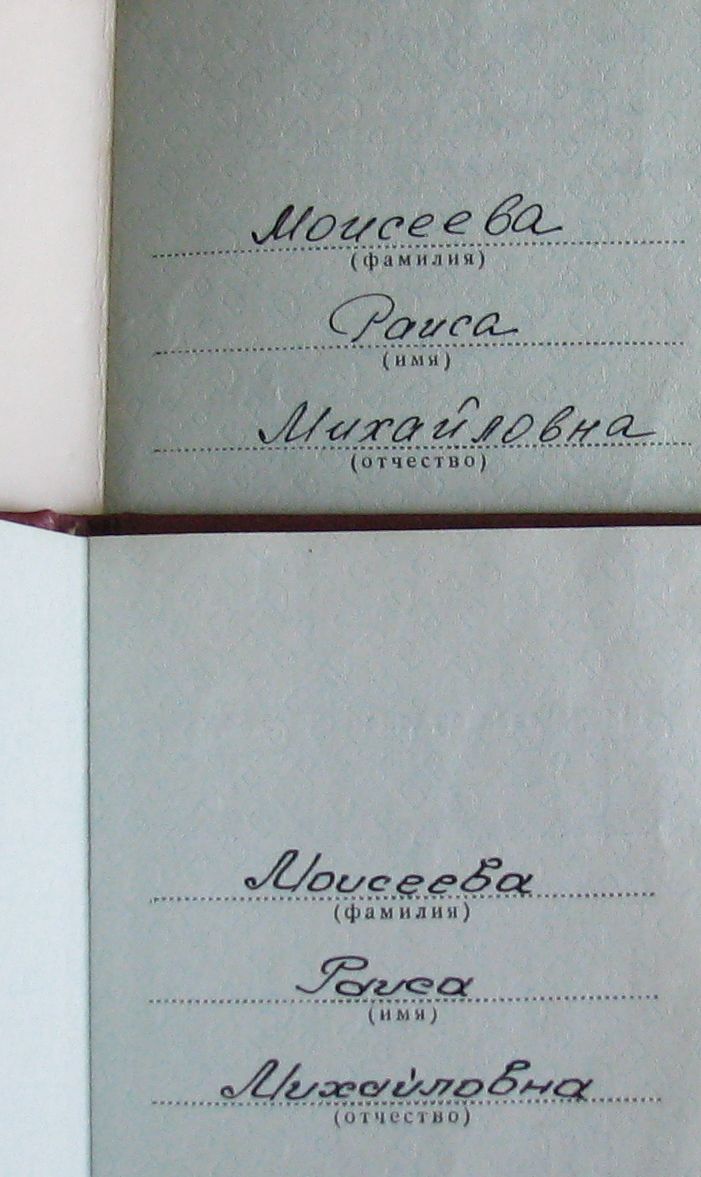 Моисеева
(фамилия)
Раиса
(имя)
Михайловна
(отчество)
Моисеева
(фамилия)
Раиса
(имя)
Михайловна
(отчество)